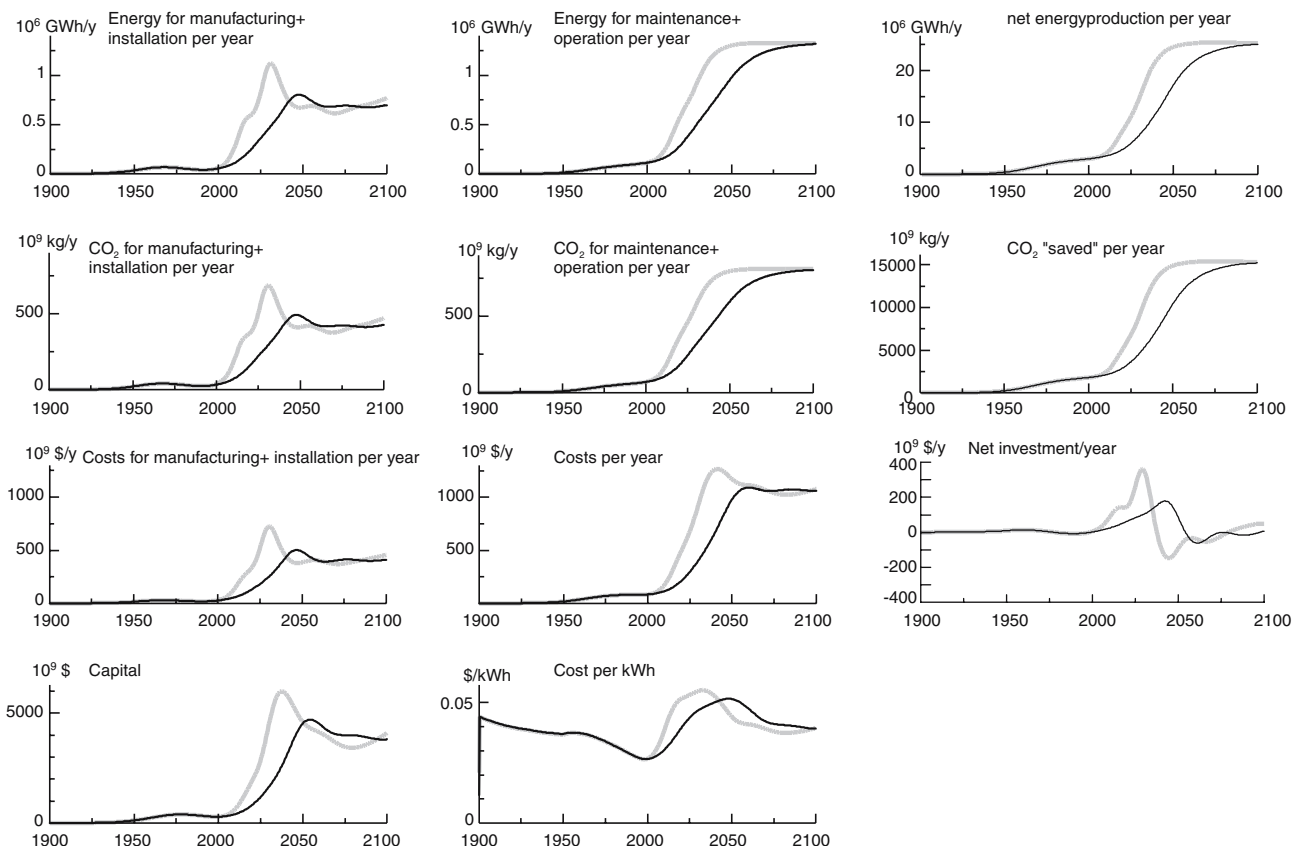 10⁶ GWh/y
Energy for manufacturing+
installation per year
1
0.5
0
1900 1950 2000 2050 2100
10⁶ GWh/y
Energy for maintenance+
operation per year
1
0.5
0
1900 1950 2000 2050 2100
10⁶ GWh/y
net energyproduction per year
20
10
0
1900 1950 2000 2050 2100
10⁹ kg/y
CO₂ for manufacturing+
installation per year
500
0
1900 1950 2000 2050 2100
10⁹ kg/y
CO₂ for maintenance+
operation per year
500
0
1900 1950 2000 2050 2100
10⁹ kg/y
CO₂ "saved" per year
15000
10000
5000
0
1900 1950 2000 2050 2100
10⁹ $/y
Costs for manufacturing+ installation per year
1000
500
0
1900 1950 2000 2050 2100
10⁹ $/y
Costs per year
1000
500
0
1900 1950 2000 2050 2100
10⁹ $/y
Net investment/year
400
200
0
-200
-400
1900 1950 2000 2050 2100
10⁹ $
Capital
5000
0
1900 1950 2000 2050 2100
$/kWh
Cost per kWh
0.05
0
1900 1950 2000 2050 2100